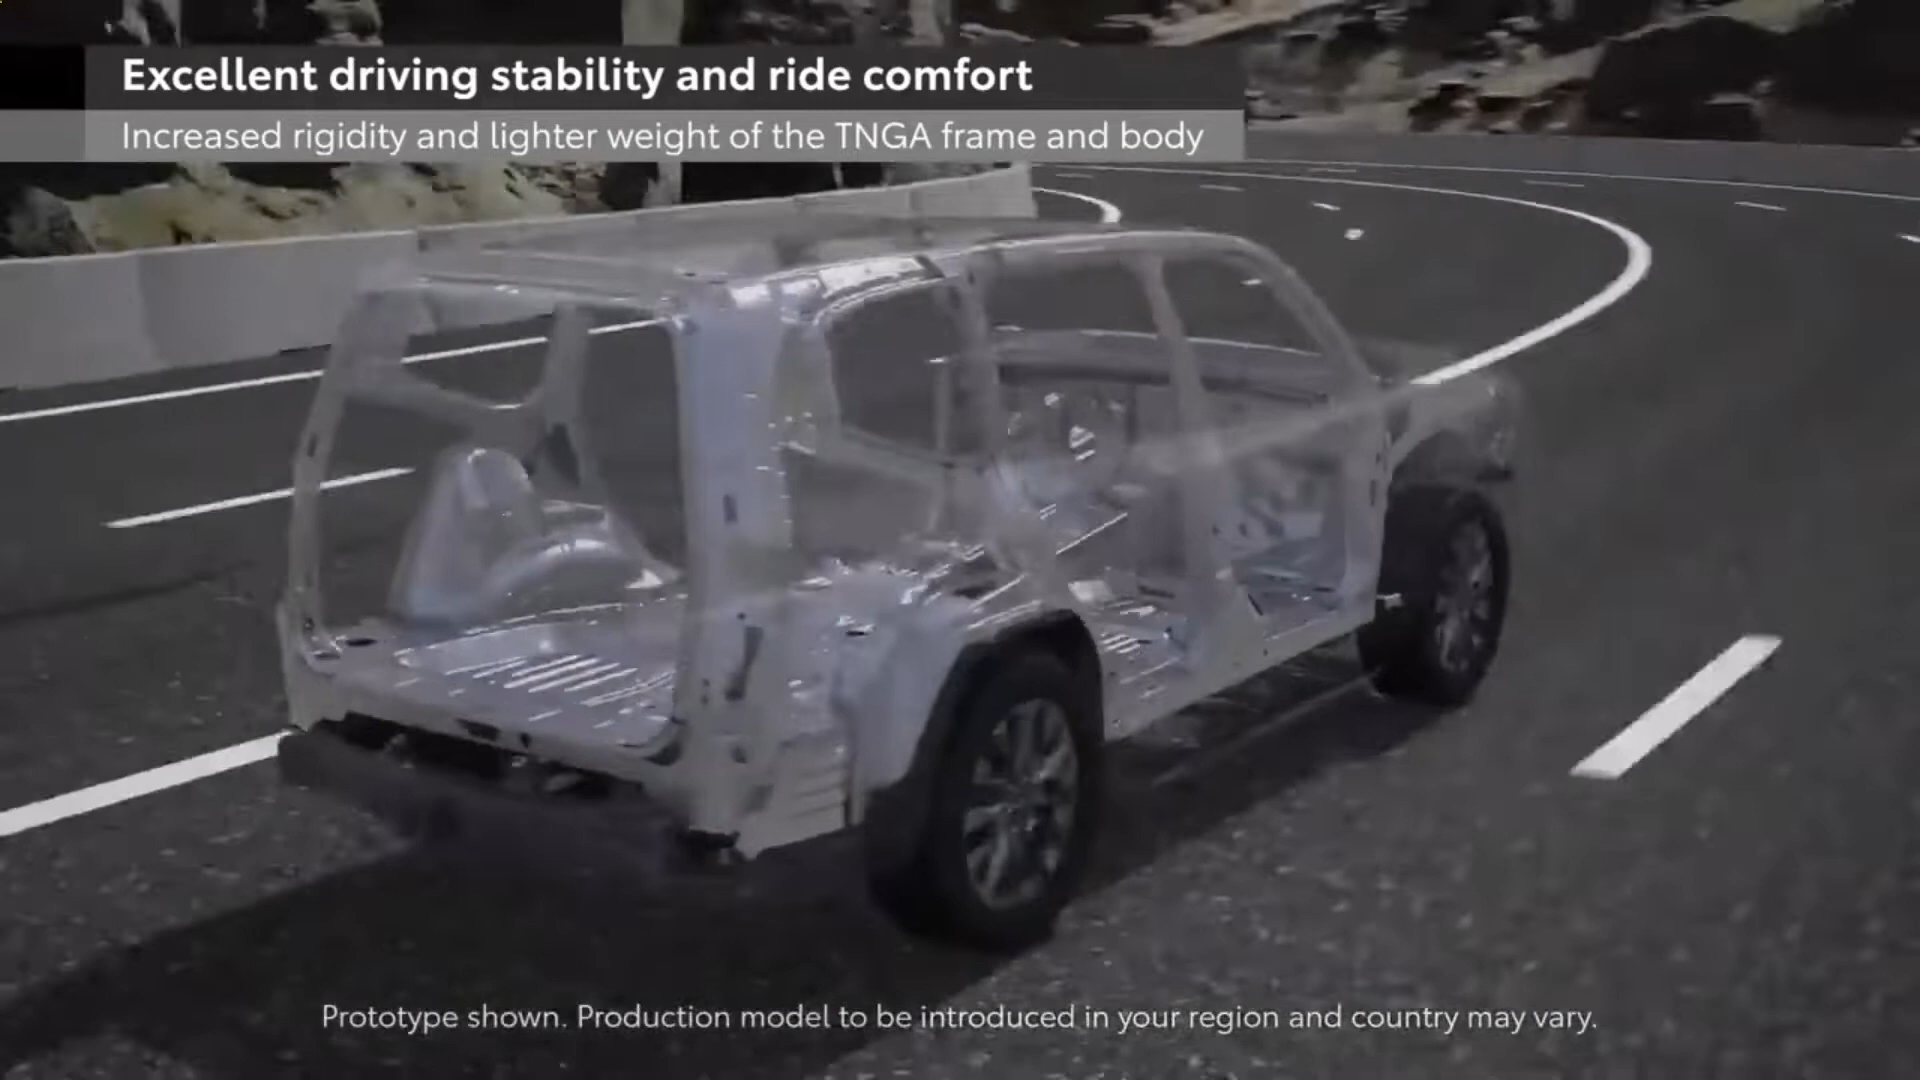 Excellent driving stability and ride comfort
Increased rigidity and lighter weight of the TNGA frame and body
Prototype shown. Production model to be introduced in your region and country may vary.